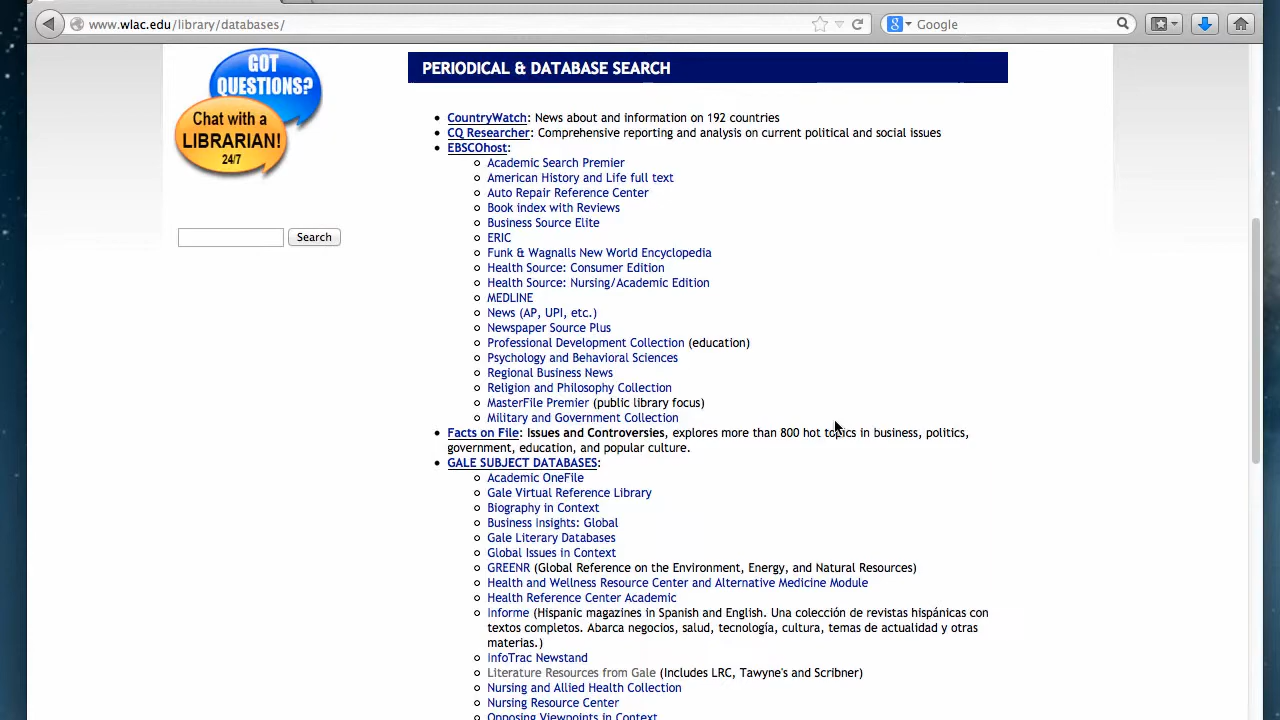 www.wlac.edu/library/databases/
Google
GOT
QUESTIONS?
Chat with a
LIBRARIAN!
24/7
Search
PERIODICAL & DATABASE SEARCH
CountryWatch: News about and information on 192 countries
CQ Researcher: Comprehensive reporting and analysis on current political and social issues
EBSCOhost:
Academic Search Premier
American History and Life full text
Auto Repair Reference Center
Book index with Reviews
Business Source Elite
ERIC
Funk & Wagnalls New World Encyclopedia
Health Source: Consumer Edition
Health Source: Nursing/Academic Edition
MEDLINE
News (AP, UPI, etc.)
Newspaper Source Plus
Professional Development Collection (education)
Psychology and Behavioral Sciences
Regional Business News
Religion and Philosophy Collection
MasterFile Premier (public library focus)
Military and Government Collection
Facts on File: Issues and Controversies, explores more than 800 hot topics in business, politics,
government, education, and popular culture.
GALE SUBJECT DATABASES:
Academic OneFile
Gale Virtual Reference Library
Biography in Context
Business Insights: Global
Gale Literary Databases
Global Issues in Context
GREENR (Global Reference on the Environment, Energy, and Natural Resources)
Health and Wellness Resource Center and Alternative Medicine Module
Health Reference Center Academic
Informe (Hispanic magazines in Spanish and English. Una colección de revistas hispánicas con
textos completos. Abarca negocios, salud, tecnología, cultura, temas de actualidad y otras
materias.)
InfoTrac Newstand
Literature Resources from Gale (Includes LRC, Tawyne's and Scribner)
Nursing and Allied Health Collection
Nursing Resource Center
Opposing Viewpoints in Context